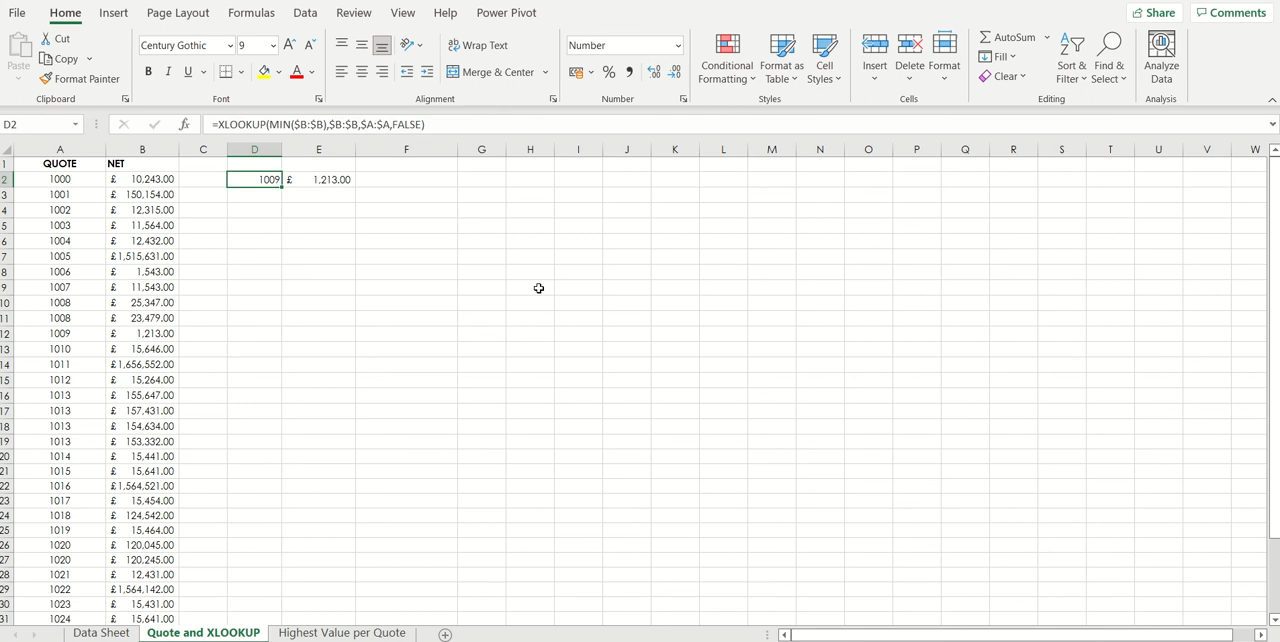 File Home Insert Page Layout Formulas Data Review View Help Power Pivot Share Comments
Paste Cut Copy Format Painter Clipboard
Century Gothic B I U A A A Font
ab Wrap Text Merge & Center Alignment
Number % Number
Conditional Formatting Format as Table Cell Styles Styles
Insert Delete Format Cells
AutoSum Fill Clear Sort & Filter Find & Select Editing
Analyze Data Analysis
D2 fx =XLOOKUP(MIN($B:$B),$B:$B,$A:$A,FALSE)
A B C D E F G H I J K L M N O P Q R S T U V W
1 QUOTE NET
2 1000 £ 10,243.00 1009 £ 1,213.00
3 1001 £ 150,154.00
4 1002 £ 12,315.00
5 1003 £ 11,564.00
6 1004 £ 12,432.00
7 1005 £1,515,631.00
8 1006 £ 1,543.00
9 1007 £ 11,543.00
10 1008 £ 25,347.00
11 1008 £ 23,479.00
12 1009 £ 1,213.00
13 1010 £ 15,646.00
14 1011 £1,656,552.00
15 1012 £ 15,264.00
16 1013 £ 155,647.00
17 1013 £ 157,431.00
18 1013 £ 154,634.00
19 1013 £ 153,332.00
20 1014 £ 15,441.00
21 1015 £ 15,641.00
22 1016 £1,564,521.00
23 1017 £ 15,454.00
24 1018 £ 124,542.00
25 1019 £ 15,464.00
26 1020 £ 120,045.00
27 1020 £ 120,245.00
28 1021 £ 12,431.00
29 1022 £1,564,142.00
30 1023 £ 15,431.00
31 1024 £ 15,641.00
Data Sheet Quote and XLOOKUP Highest Value per Quote